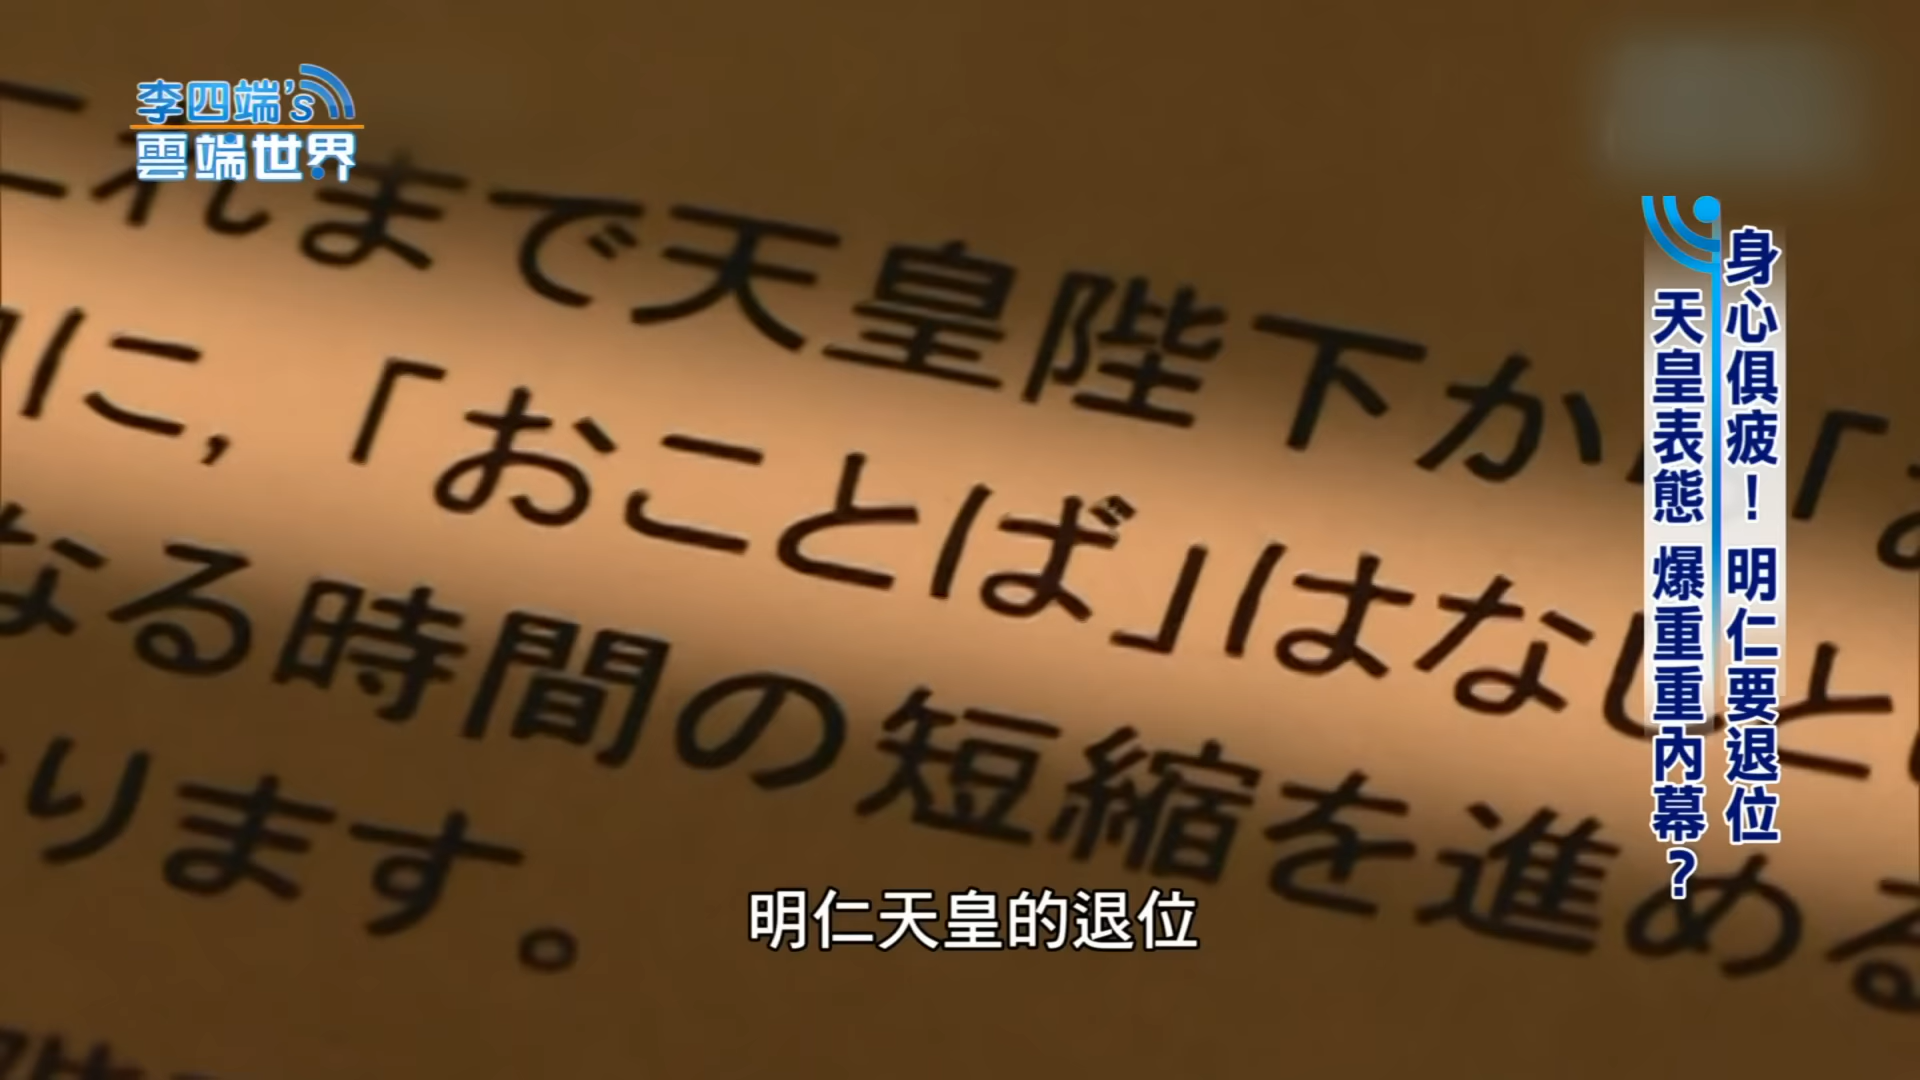 李四端's
雲端世界
身心俱疲！ 明仁要退位
天皇表態 爆重重內幕？
これまで天皇陛下か
に，「おことば」はなしと
なる時間の短縮を進める
ります。
明仁天皇的退位